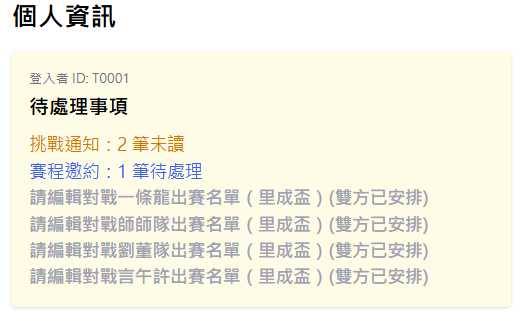 個人資訊
登入者 ID: T0001
待處理事項
挑戰通知：2 筆未讀
賽程邀約：1 筆待處理
請編輯對戰一條龍出賽名單（里成盃）(雙方已安排)
請編輯對戰師師隊出賽名單（里成盃）(雙方已安排)
請編輯對戰劉董隊出賽名單（里成盃）(雙方已安排)
請編輯對戰言午許出賽名單（里成盃）(雙方已安排)